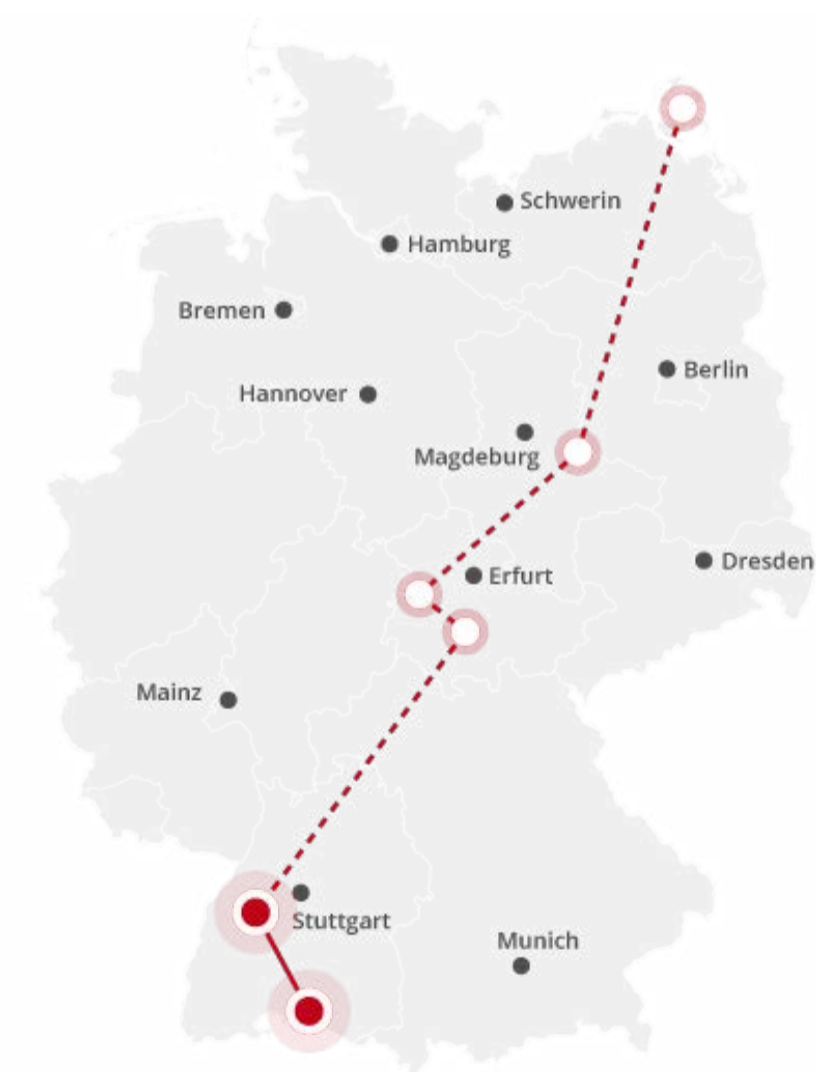 Schwerin
Hamburg
Bremen
Berlin
Hannover
Magdeburg
Dresden
Erfurt
Mainz
Stuttgart
Munich